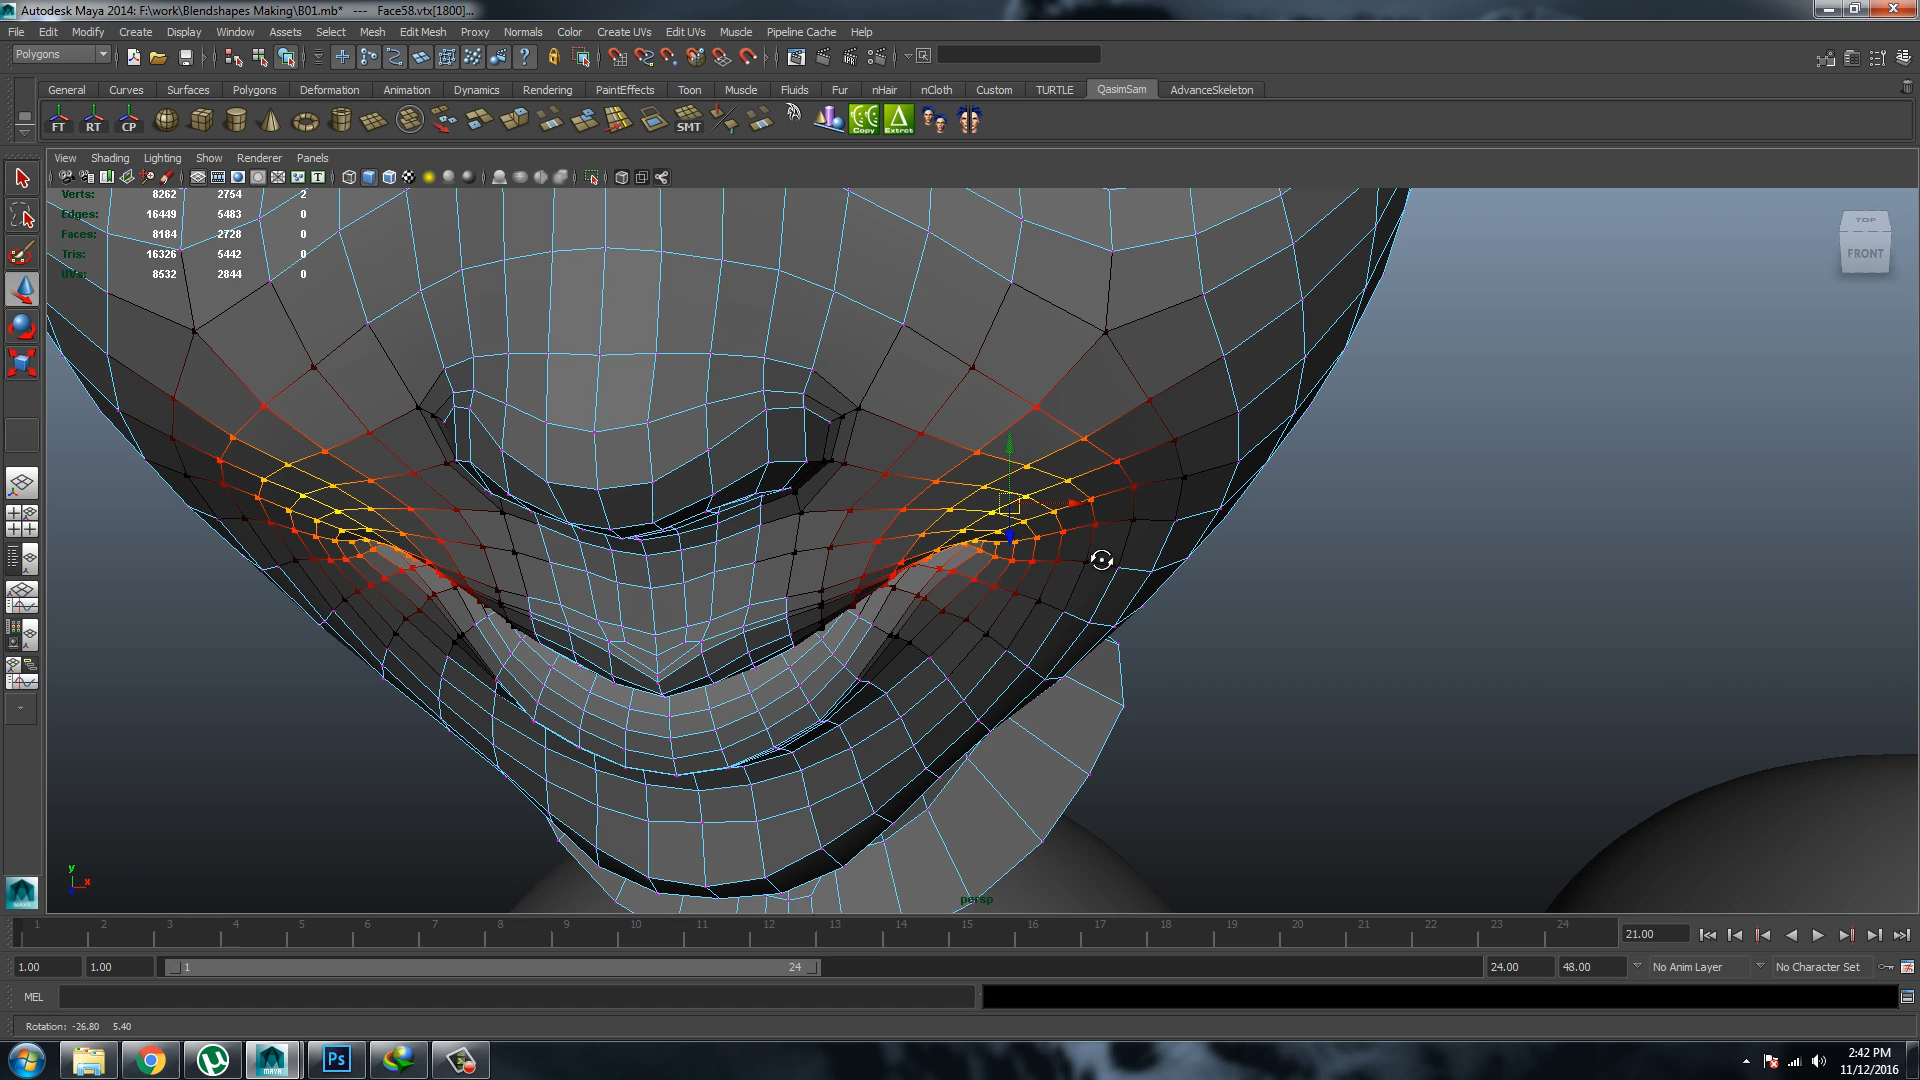 Autodesk Maya 2014: F:\work\Blendshapes Making\B01.mb* --- Face58.vtx[1800]...
File Edit Modify Create Display Window Assets Select Mesh Edit Mesh Proxy Normals Color Create UVs Edit UVs Muscle Pipeline Cache Help
Polygons
General Curves Surfaces Polygons Deformation Animation Dynamics Rendering PaintEffects Toon Muscle Fluids Fur nHair nCloth Custom TURTLE QasimSam AdvanceSkeleton
FT RT CP SMT Copy Extrct
View Shading Lighting Show Renderer Panels
Verts: 8262 2754 2
Edges: 16449 5483 0
Faces: 8184 2728 0
Tris: 16326 5442 0
UVs: 8532 2844 0
TOP
FRONT
y
x
persp
1 2 3 4 5 6 7 8 9 10 11 12 13 14 15 16 17 18 19 20 21 22 23 24
21.00
1.00 1.00 1 24 24.00 48.00 No Anim Layer No Character Set
MEL
Rotation: -26.80 5.40
MAYA
Ps
2:42 PM
11/12/2016